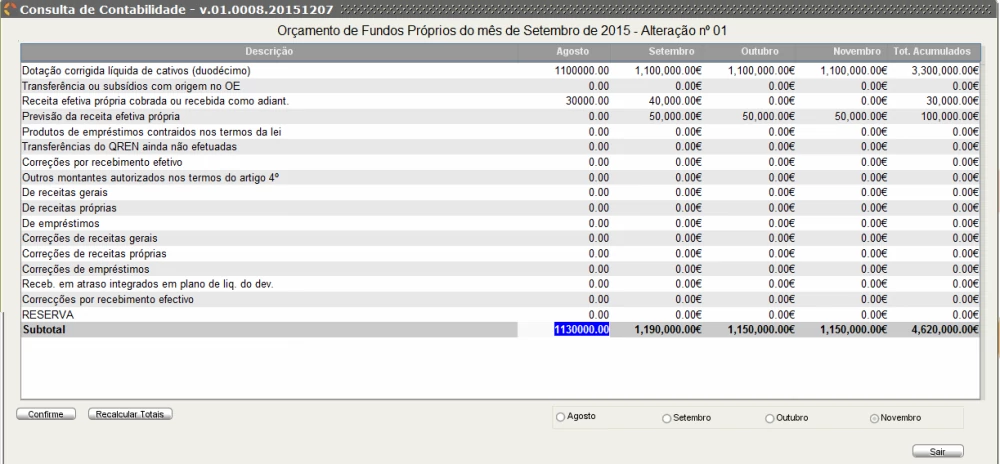 Consulta de Contabilidade - v.01.0008.20151207
Orçamento de Fundos Próprios do mês de Setembro de 2015 - Alteração nº 01
Descrição Agosto Setembro Outubro Novembro Tot. Acumulados
Dotação corrigida líquida de cativos (duodécimo) 1100000.00 1,100,000.00€ 1,100,000.00€ 1,100,000.00€ 3,300,000.00€
Transferência ou subsídios com origem no OE 0.00 0.00€ 0.00€ 0.00€ 0.00€
Receita efetiva própria cobrada ou recebida como adiant. 30000.00 40,000.00€ 0.00€ 0.00€ 30,000.00€
Previsão da receita efetiva própria 0.00 50,000.00€ 50,000.00€ 50,000.00€ 100,000.00€
Produtos de empréstimos contraidos nos termos da lei 0.00 0.00€ 0.00€ 0.00€ 0.00€
Transferências do QREN ainda não efetuadas 0.00 0.00€ 0.00€ 0.00€ 0.00€
Correções por recebimento efetivo 0.00 0.00€ 0.00€ 0.00€ 0.00€
Outros montantes autorizados nos termos do artigo 4º 0.00 0.00€ 0.00€ 0.00€ 0.00€
De receitas gerais 0.00 0.00€ 0.00€ 0.00€ 0.00€
De receitas próprias 0.00 0.00€ 0.00€ 0.00€ 0.00€
De empréstimos 0.00 0.00€ 0.00€ 0.00€ 0.00€
Correções de receitas gerais 0.00 0.00€ 0.00€ 0.00€ 0.00€
Correções de receitas próprias 0.00 0.00€ 0.00€ 0.00€ 0.00€
Correções de empréstimos 0.00 0.00€ 0.00€ 0.00€ 0.00€
Receb. em atraso integrados em plano de liq. do dev. 0.00 0.00€ 0.00€ 0.00€ 0.00€
Correcções por recebimento efectivo 0.00 0.00€ 0.00€ 0.00€ 0.00€
RESERVA 0.00 0.00€ 0.00€ 0.00€ 0.00€
Subtotal 1130000.00 1,190,000.00€ 1,150,000.00€ 1,150,000.00€ 4,620,000.00€
Confirme Recalcular Totais Agosto Setembro Outubro Novembro
Sair